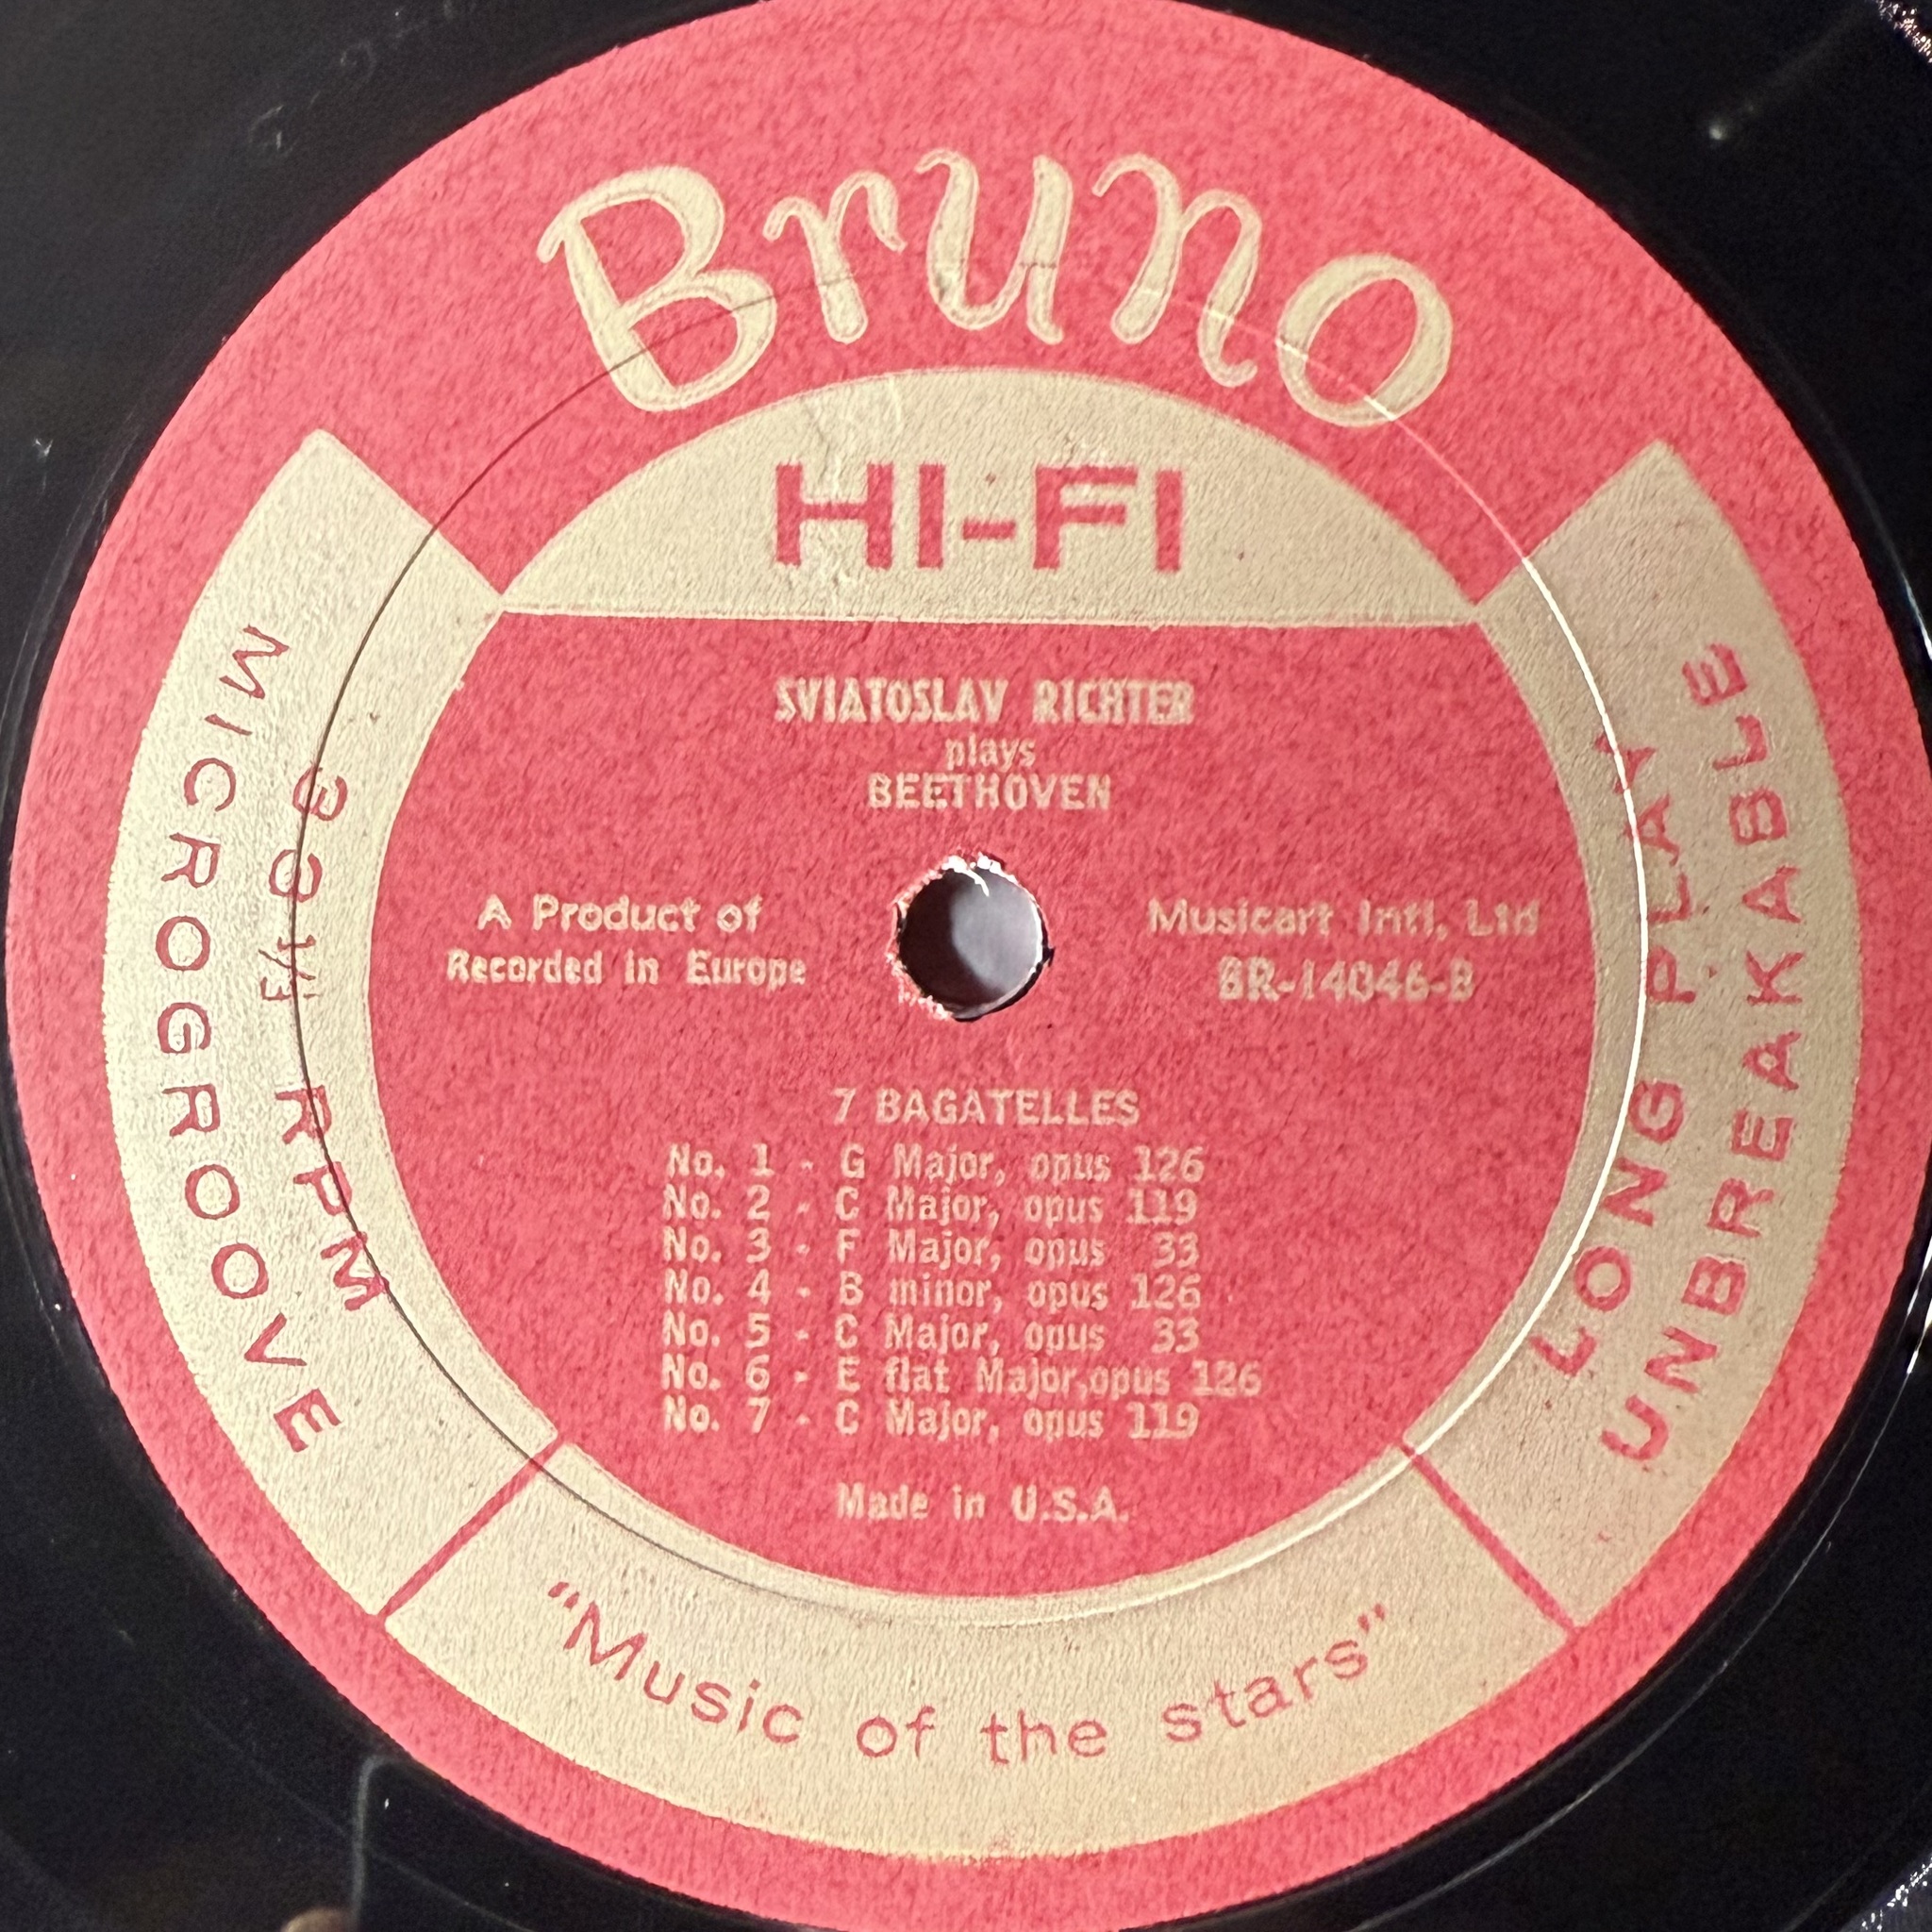 Bruno
HI-FI
MICROGROOVE
33⅓ RPM
LONG PLAY
UNBREAKABLE
SVIATOSLAV RICHTER
plays
BEETHOVEN
A Product of
Recorded in Europe
Musicart Intl, Ltd
BR-14046-B
7 BAGATELLES
No. 1 - G Major, opus 126
No. 2 - C Major, opus 119
No. 3 - F Major, opus 33
No. 4 - B minor, opus 126
No. 5 - C Major, opus 33
No. 6 - E flat Major,opus 126
No. 7 - C Major, opus 119
Made in U.S.A.
"Music of the stars"